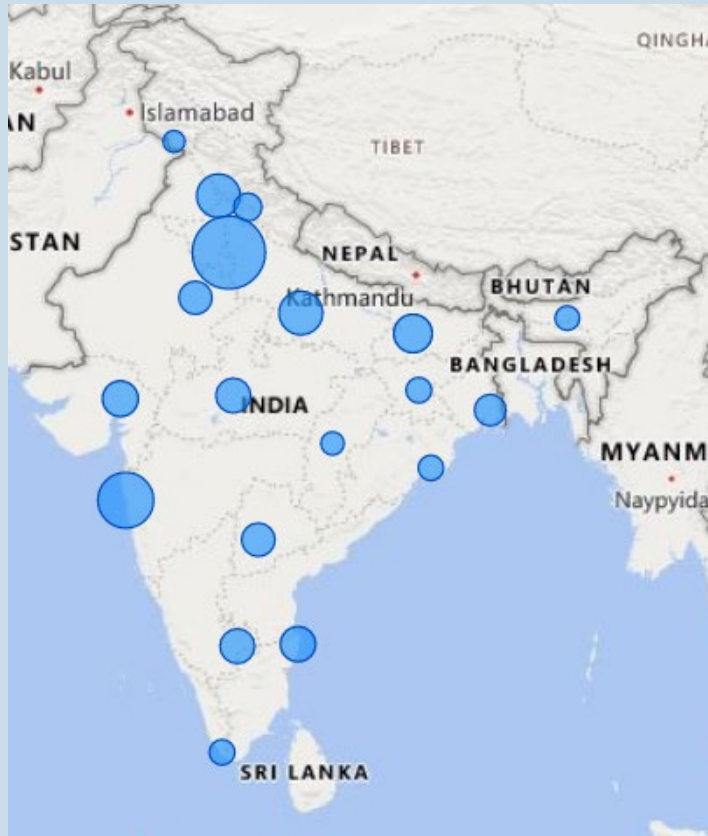 QINGHA
Kabul
Islamabad
AN
TIBET
STAN
NEPAL
BHUTAN
Kathmandu
BANGLADESH
INDIA
MYANM
Naypyida
SRI LANKA